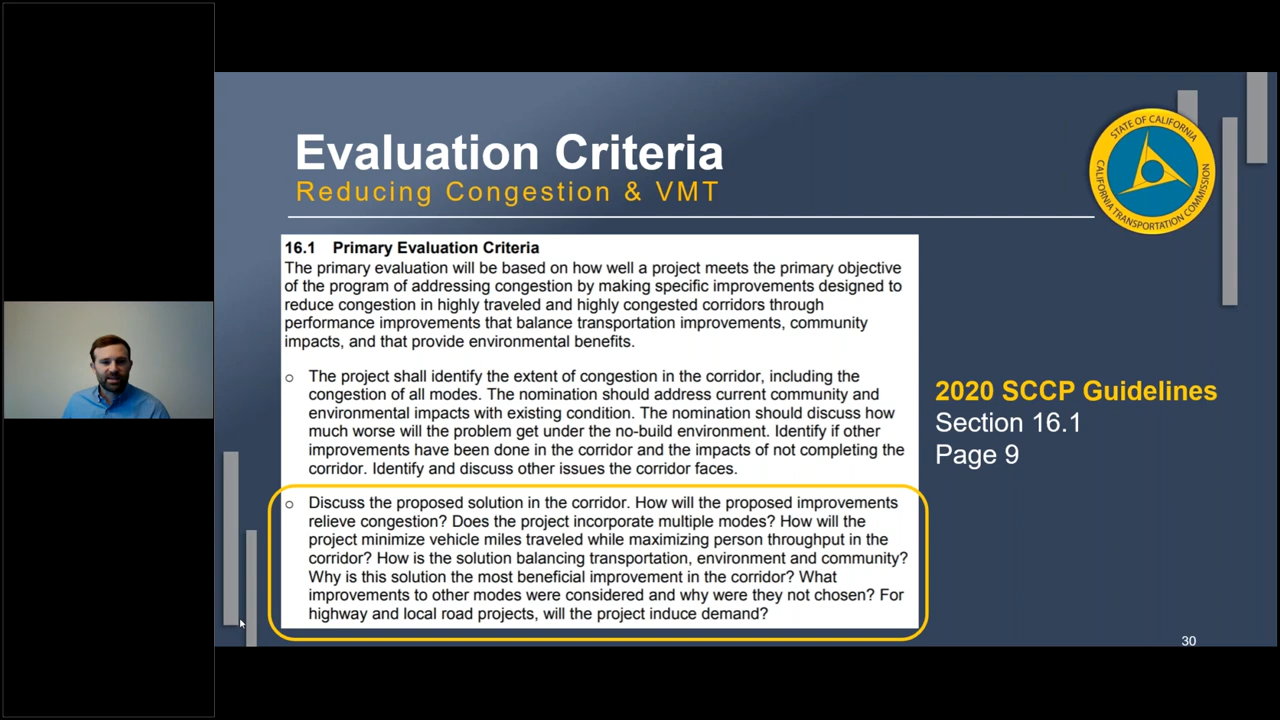 Evaluation Criteria
Reducing Congestion & VMT
STATE OF CALIFORNIA
CALIFORNIA TRANSPORTATION COMMISSION
16.1 Primary Evaluation Criteria
The primary evaluation will be based on how well a project meets the primary objective
of the program of addressing congestion by making specific improvements designed to
reduce congestion in highly traveled and highly congested corridors through
performance improvements that balance transportation improvements, community
impacts, and that provide environmental benefits.
o The project shall identify the extent of congestion in the corridor, including the
congestion of all modes. The nomination should address current community and
environmental impacts with existing condition. The nomination should discuss how
much worse will the problem get under the no-build environment. Identify if other
improvements have been done in the corridor and the impacts of not completing the
corridor. Identify and discuss other issues the corridor faces.
o Discuss the proposed solution in the corridor. How will the proposed improvements
relieve congestion? Does the project incorporate multiple modes? How will the
project minimize vehicle miles traveled while maximizing person throughput in the
corridor? How is the solution balancing transportation, environment and community?
Why is this solution the most beneficial improvement in the corridor? What
improvements to other modes were considered and why were they not chosen? For
highway and local road projects, will the project induce demand?
2020 SCCP Guidelines
Section 16.1
Page 9
30